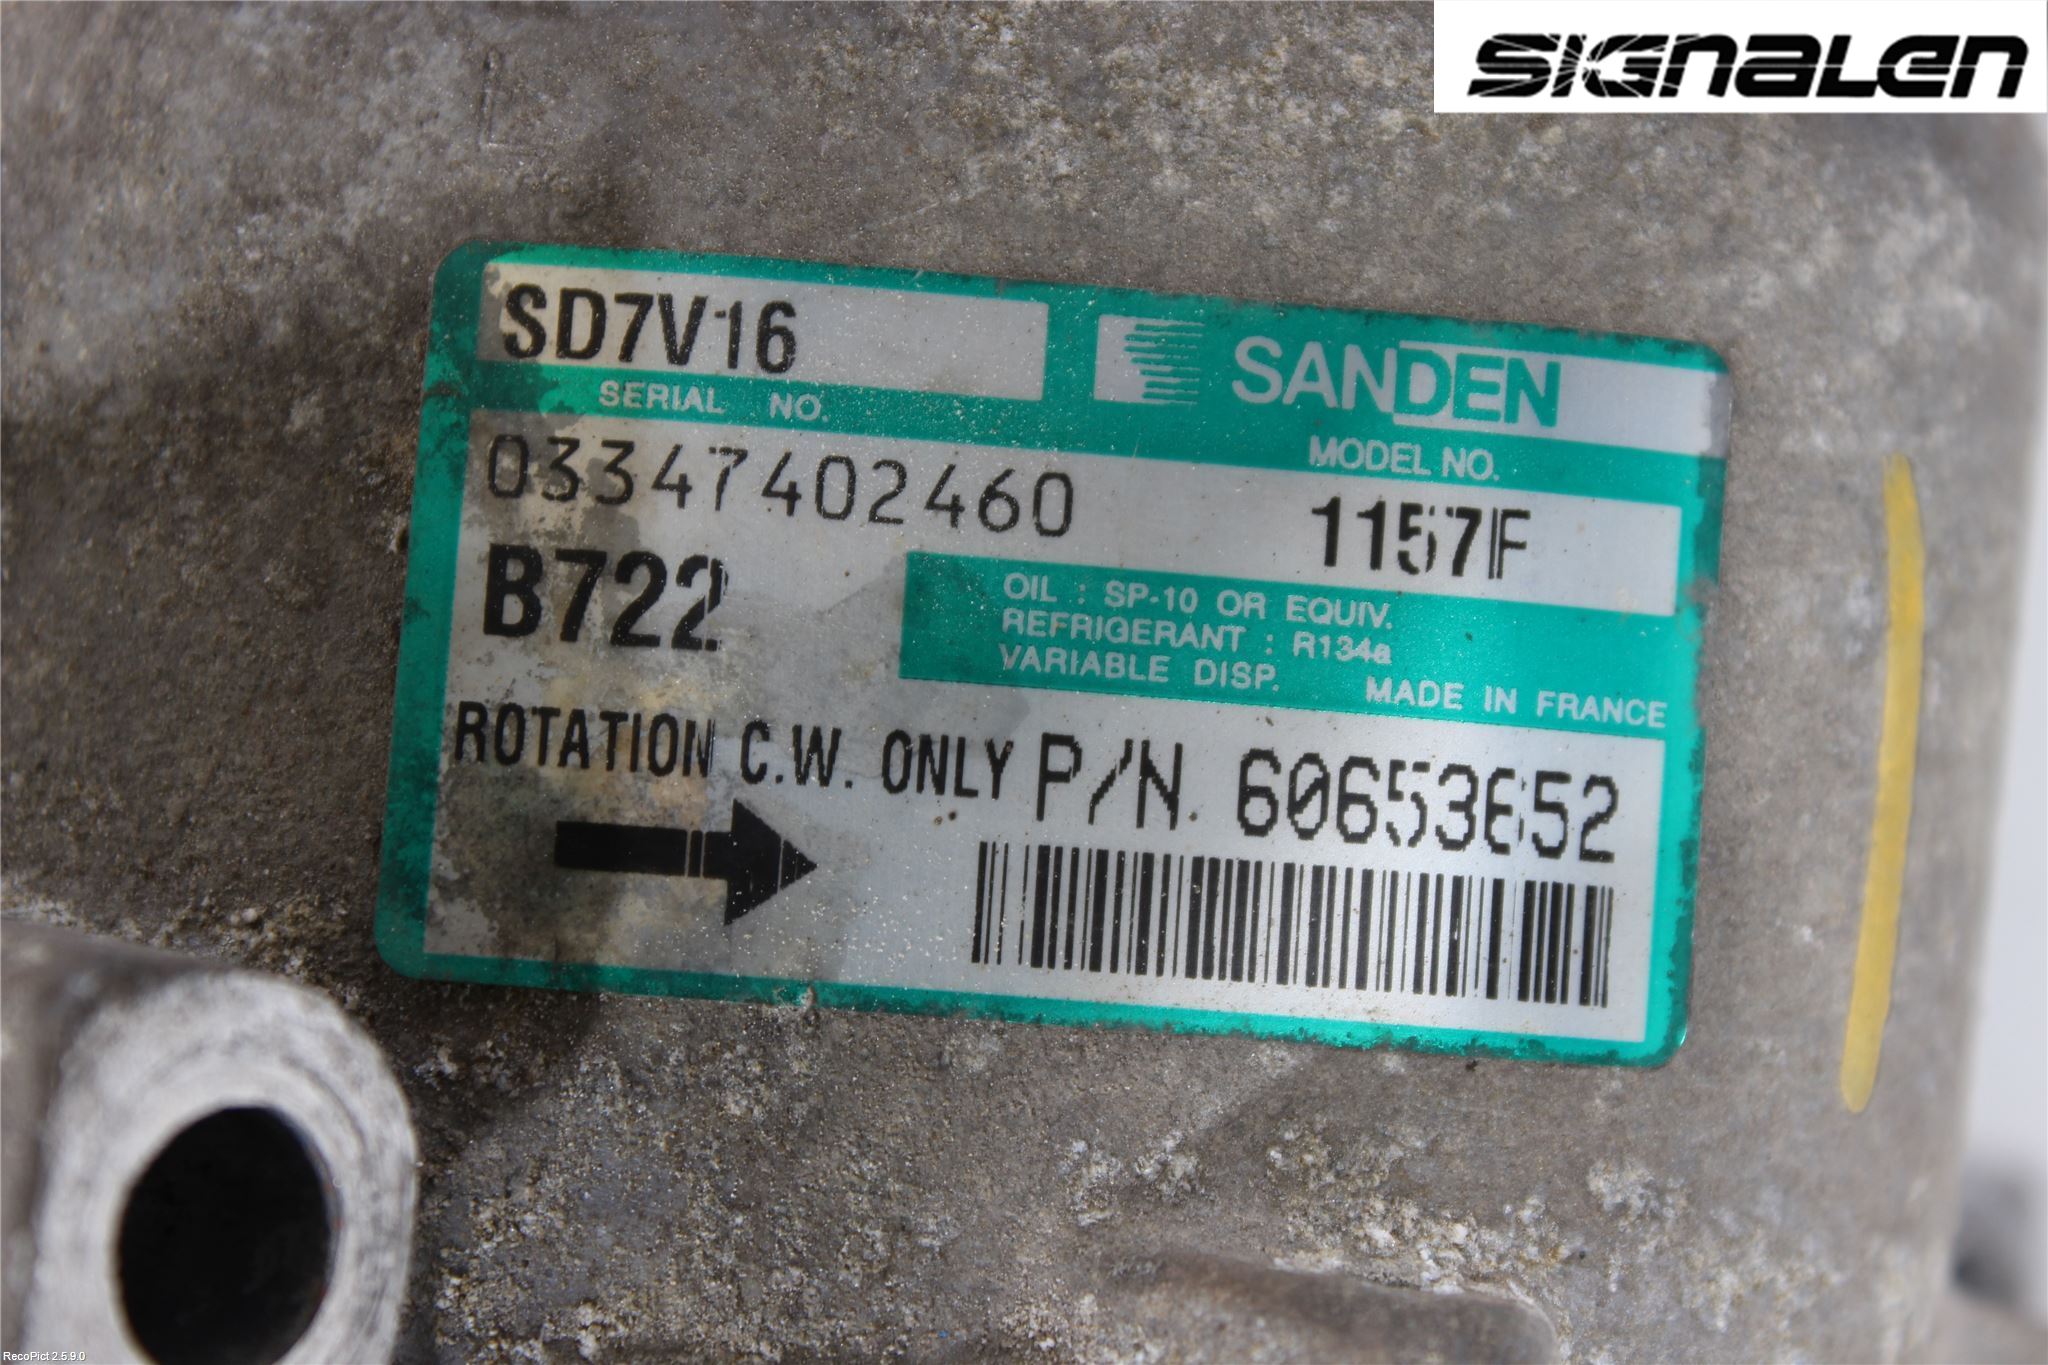 SIGNALEN
SD7V16
SANDEN
SERIAL NO.
MODEL NO.
03347402460
1157F
B722
OIL : SP-10 OR EQUIV.
REFRIGERANT : R134a
VARIABLE DISP.
MADE IN FRANCE
ROTATION C.W. ONLY
P/N. 60653652
RecoPict 2.5.9.0